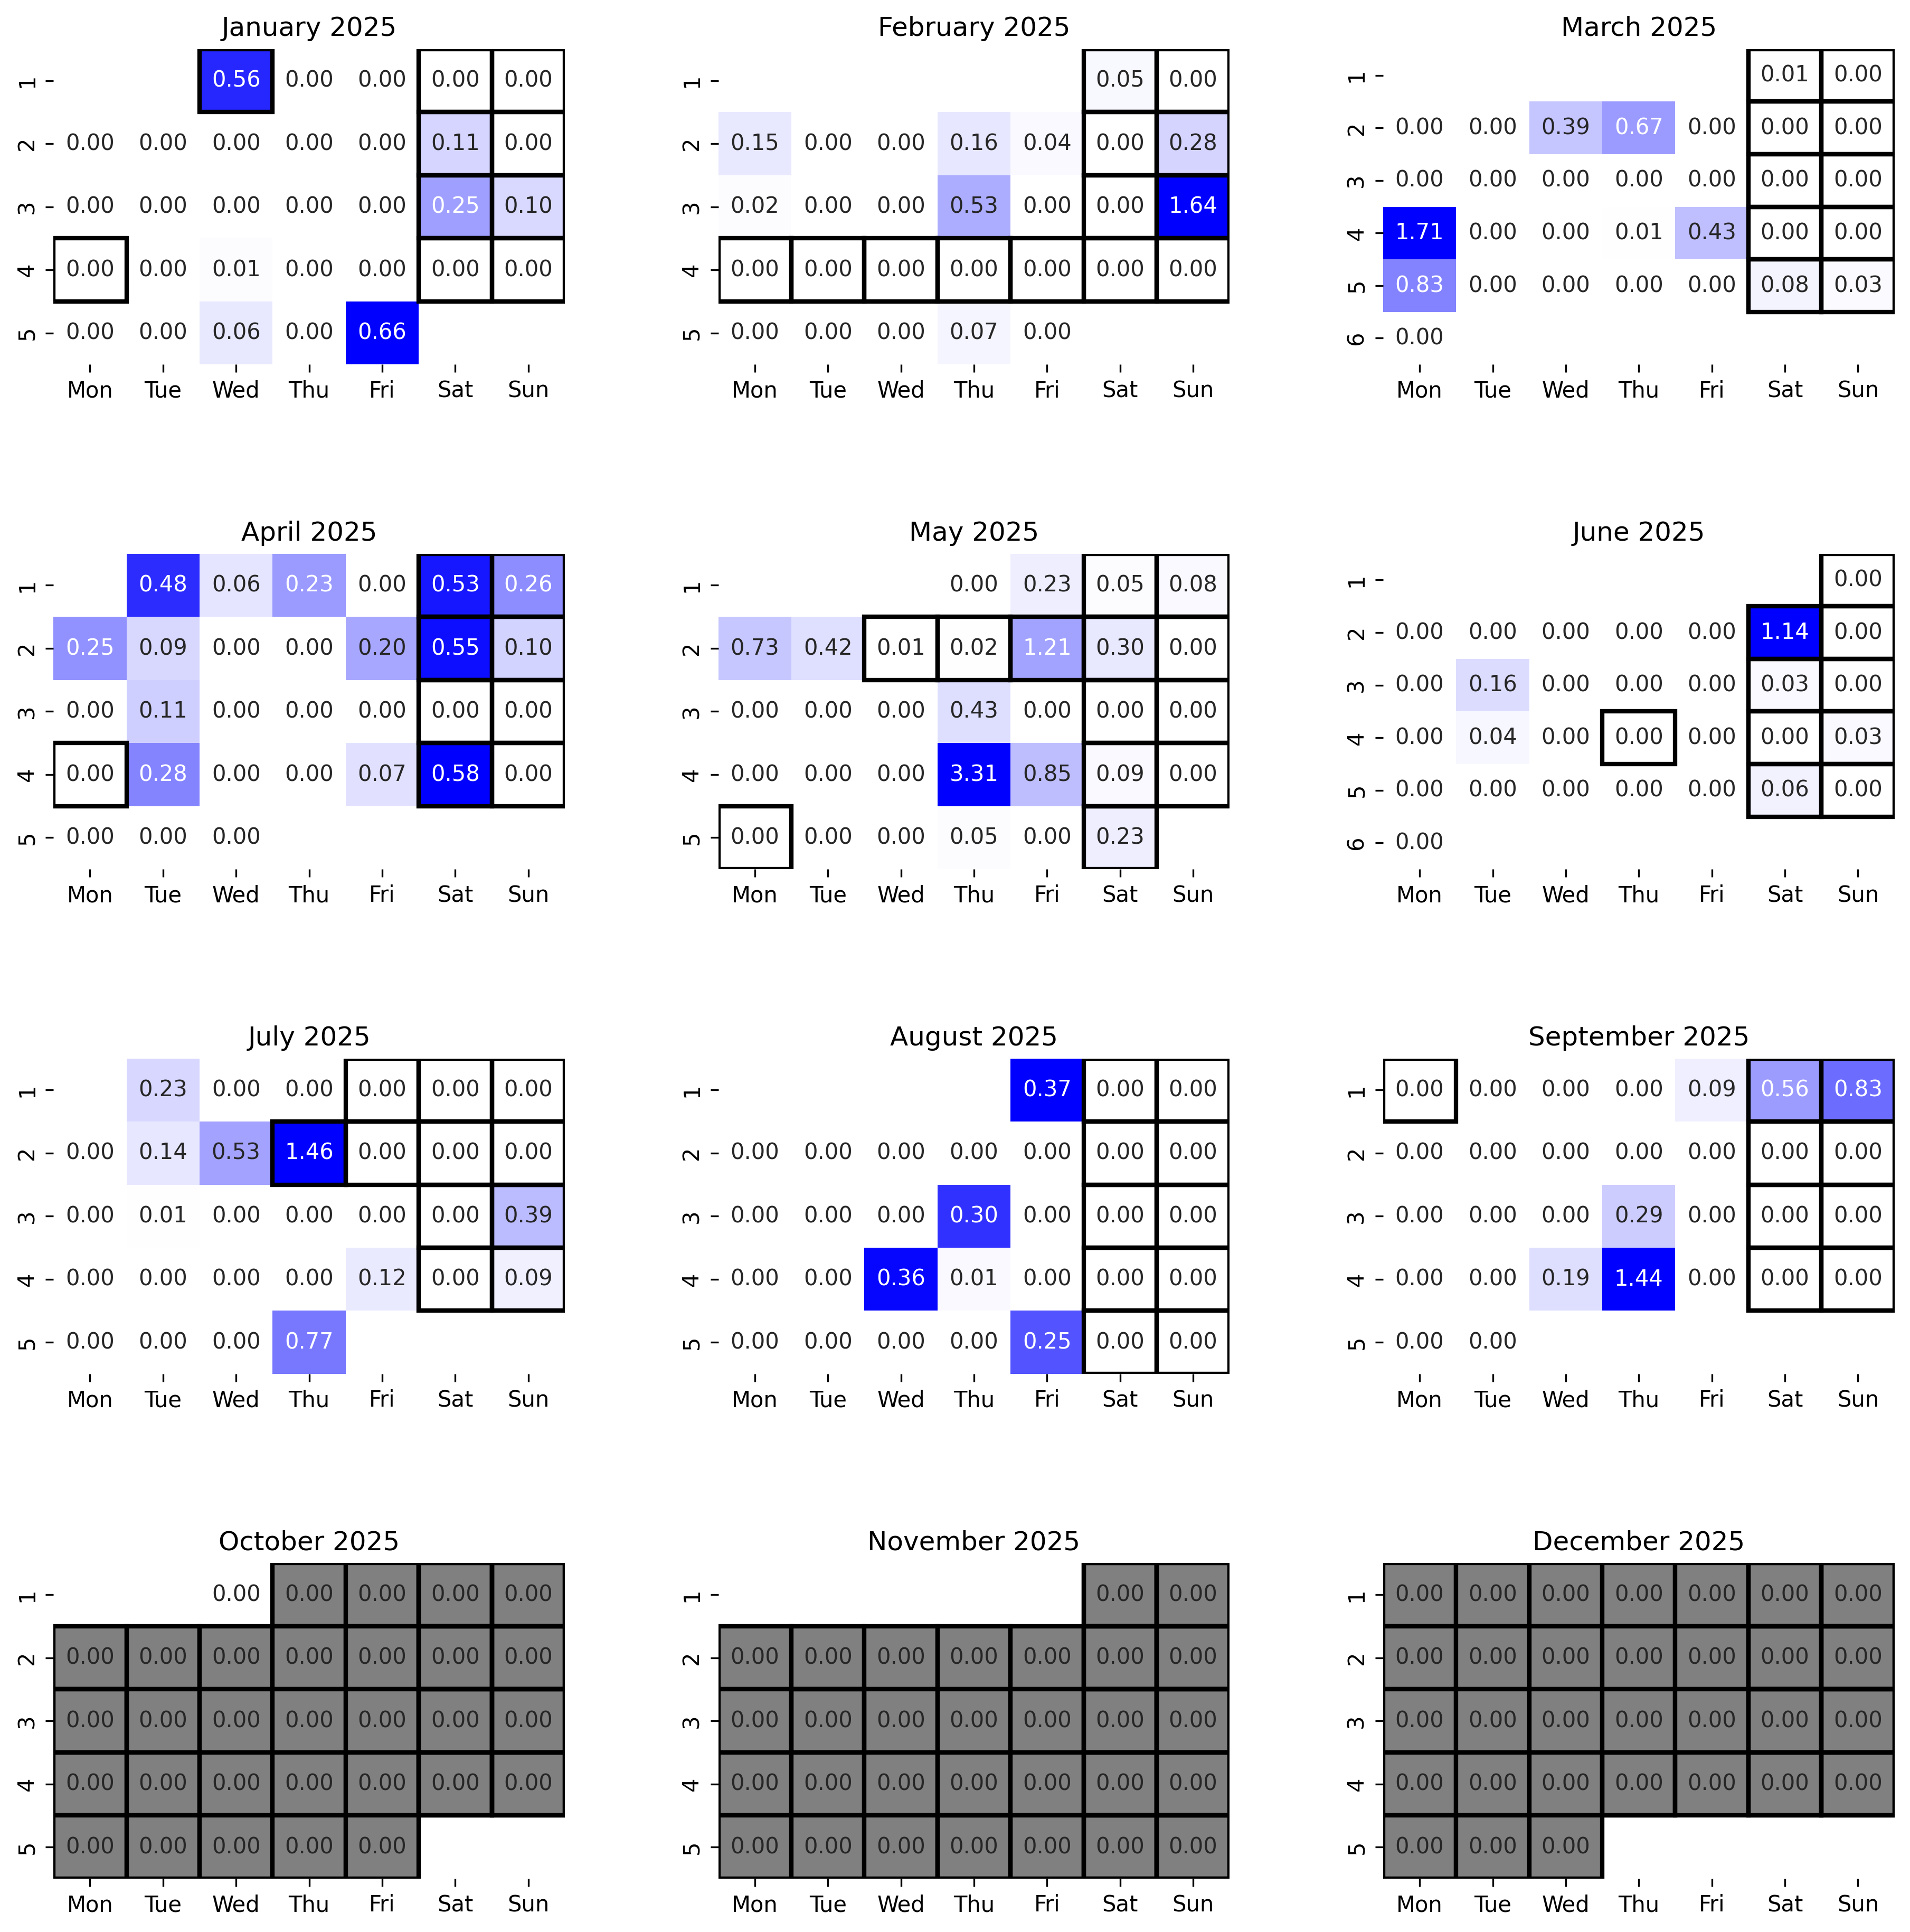 January 2025
1 0.56 0.00 0.00 0.00 0.00
2 0.00 0.00 0.00 0.00 0.00 0.11 0.00
3 0.00 0.00 0.00 0.00 0.00 0.25 0.10
4 0.00 0.00 0.01 0.00 0.00 0.00 0.00
5 0.00 0.00 0.06 0.00 0.66
Mon Tue Wed Thu Fri Sat Sun
February 2025
1 0.05 0.00
2 0.15 0.00 0.00 0.16 0.04 0.00 0.28
3 0.02 0.00 0.00 0.53 0.00 0.00 1.64
4 0.00 0.00 0.00 0.00 0.00 0.00 0.00
5 0.00 0.00 0.00 0.07 0.00
Mon Tue Wed Thu Fri Sat Sun
March 2025
1 0.01 0.00
2 0.00 0.00 0.39 0.67 0.00 0.00 0.00
3 0.00 0.00 0.00 0.00 0.00 0.00 0.00
4 1.71 0.00 0.00 0.01 0.43 0.00 0.00
5 0.83 0.00 0.00 0.00 0.00 0.08 0.03
6 0.00
Mon Tue Wed Thu Fri Sat Sun
April 2025
1 0.48 0.06 0.23 0.00 0.53 0.26
2 0.25 0.09 0.00 0.00 0.20 0.55 0.10
3 0.00 0.11 0.00 0.00 0.00 0.00 0.00
4 0.00 0.28 0.00 0.00 0.07 0.58 0.00
5 0.00 0.00 0.00
Mon Tue Wed Thu Fri Sat Sun
May 2025
1 0.00 0.23 0.05 0.08
2 0.73 0.42 0.01 0.02 1.21 0.30 0.00
3 0.00 0.00 0.00 0.43 0.00 0.00 0.00
4 0.00 0.00 0.00 3.31 0.85 0.09 0.00
5 0.00 0.00 0.00 0.05 0.00 0.23
Mon Tue Wed Thu Fri Sat Sun
June 2025
1 0.00
2 0.00 0.00 0.00 0.00 0.00 1.14 0.00
3 0.00 0.16 0.00 0.00 0.00 0.03 0.00
4 0.00 0.04 0.00 0.00 0.00 0.00 0.03
5 0.00 0.00 0.00 0.00 0.00 0.06 0.00
6 0.00
Mon Tue Wed Thu Fri Sat Sun
July 2025
1 0.23 0.00 0.00 0.00 0.00 0.00
2 0.00 0.14 0.53 1.46 0.00 0.00 0.00
3 0.00 0.01 0.00 0.00 0.00 0.00 0.39
4 0.00 0.00 0.00 0.00 0.12 0.00 0.09
5 0.00 0.00 0.00 0.77
Mon Tue Wed Thu Fri Sat Sun
August 2025
1 0.37 0.00 0.00
2 0.00 0.00 0.00 0.00 0.00 0.00 0.00
3 0.00 0.00 0.00 0.30 0.00 0.00 0.00
4 0.00 0.00 0.36 0.01 0.00 0.00 0.00
5 0.00 0.00 0.00 0.00 0.25 0.00 0.00
Mon Tue Wed Thu Fri Sat Sun
September 2025
1 0.00 0.00 0.00 0.00 0.09 0.56 0.83
2 0.00 0.00 0.00 0.00 0.00 0.00 0.00
3 0.00 0.00 0.00 0.29 0.00 0.00 0.00
4 0.00 0.00 0.19 1.44 0.00 0.00 0.00
5 0.00 0.00
Mon Tue Wed Thu Fri Sat Sun
October 2025
1 0.00 0.00 0.00 0.00 0.00
2 0.00 0.00 0.00 0.00 0.00 0.00 0.00
3 0.00 0.00 0.00 0.00 0.00 0.00 0.00
4 0.00 0.00 0.00 0.00 0.00 0.00 0.00
5 0.00 0.00 0.00 0.00 0.00
Mon Tue Wed Thu Fri Sat Sun
November 2025
1 0.00 0.00
2 0.00 0.00 0.00 0.00 0.00 0.00 0.00
3 0.00 0.00 0.00 0.00 0.00 0.00 0.00
4 0.00 0.00 0.00 0.00 0.00 0.00 0.00
5 0.00 0.00 0.00 0.00 0.00 0.00 0.00
Mon Tue Wed Thu Fri Sat Sun
December 2025
1 0.00 0.00 0.00 0.00 0.00 0.00 0.00
2 0.00 0.00 0.00 0.00 0.00 0.00 0.00
3 0.00 0.00 0.00 0.00 0.00 0.00 0.00
4 0.00 0.00 0.00 0.00 0.00 0.00 0.00
5 0.00 0.00 0.00
Mon Tue Wed Thu Fri Sat Sun